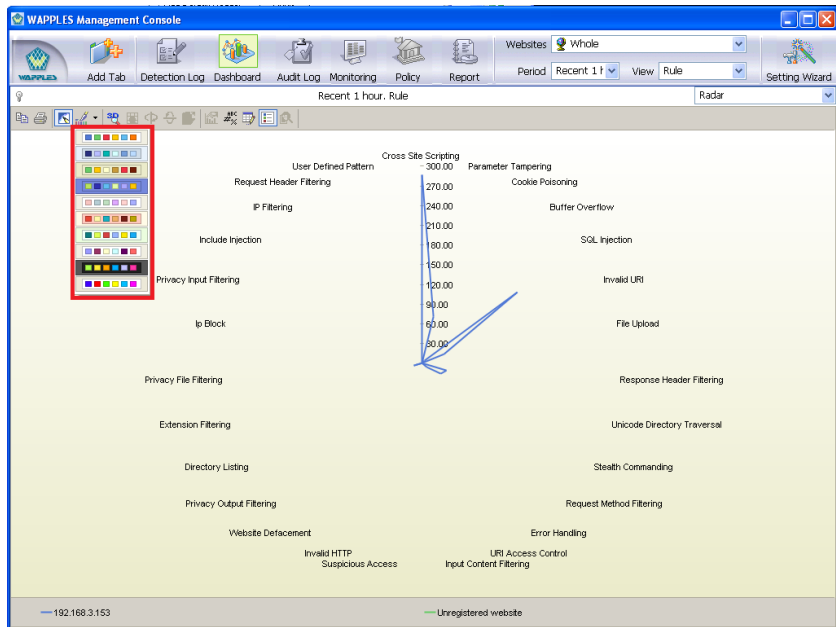 WAPPLES Management Console
WAPPLES
Add Tab
Detection Log
Dashboard
Audit Log
Monitoring
Policy
Report
Websites
Whole
Period
Recent 1 h
View
Rule
Setting Wizard
Recent 1 hour. Rule
Radar
3D
ABC
Cross Site Scripting
User Defined Pattern
300.00
Parameter Tampering
Request Header Filtering
270.00
Cookie Poisoning
IP Filtering
240.00
Buffer Overflow
210.00
Include Injection
180.00
SQL Injection
150.00
Privacy Input Filtering
120.00
Invalid URI
90.00
Ip Block
60.00
File Upload
30.00
Privacy File Filtering
Response Header Filtering
Extension Filtering
Unicode Directory Traversal
Directory Listing
Stealth Commanding
Privacy Output Filtering
Request Method Filtering
Website Defacement
Error Handling
Invalid HTTP
URI Access Control
Suspicious Access
Input Content Filtering
192.168.3.153
Unregistered website